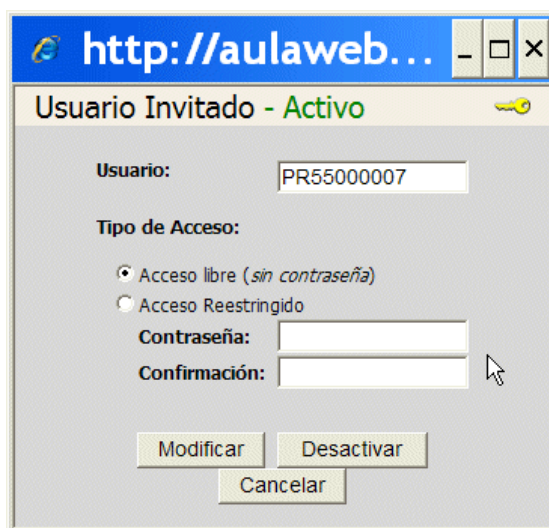 http://aulaweb...
Usuario Invitado - Activo
Usuario: PR55000007
Tipo de Acceso:
Acceso libre (sin contraseña)
Acceso Reestringido
Contraseña:
Confirmación:
Modificar Desactivar
Cancelar